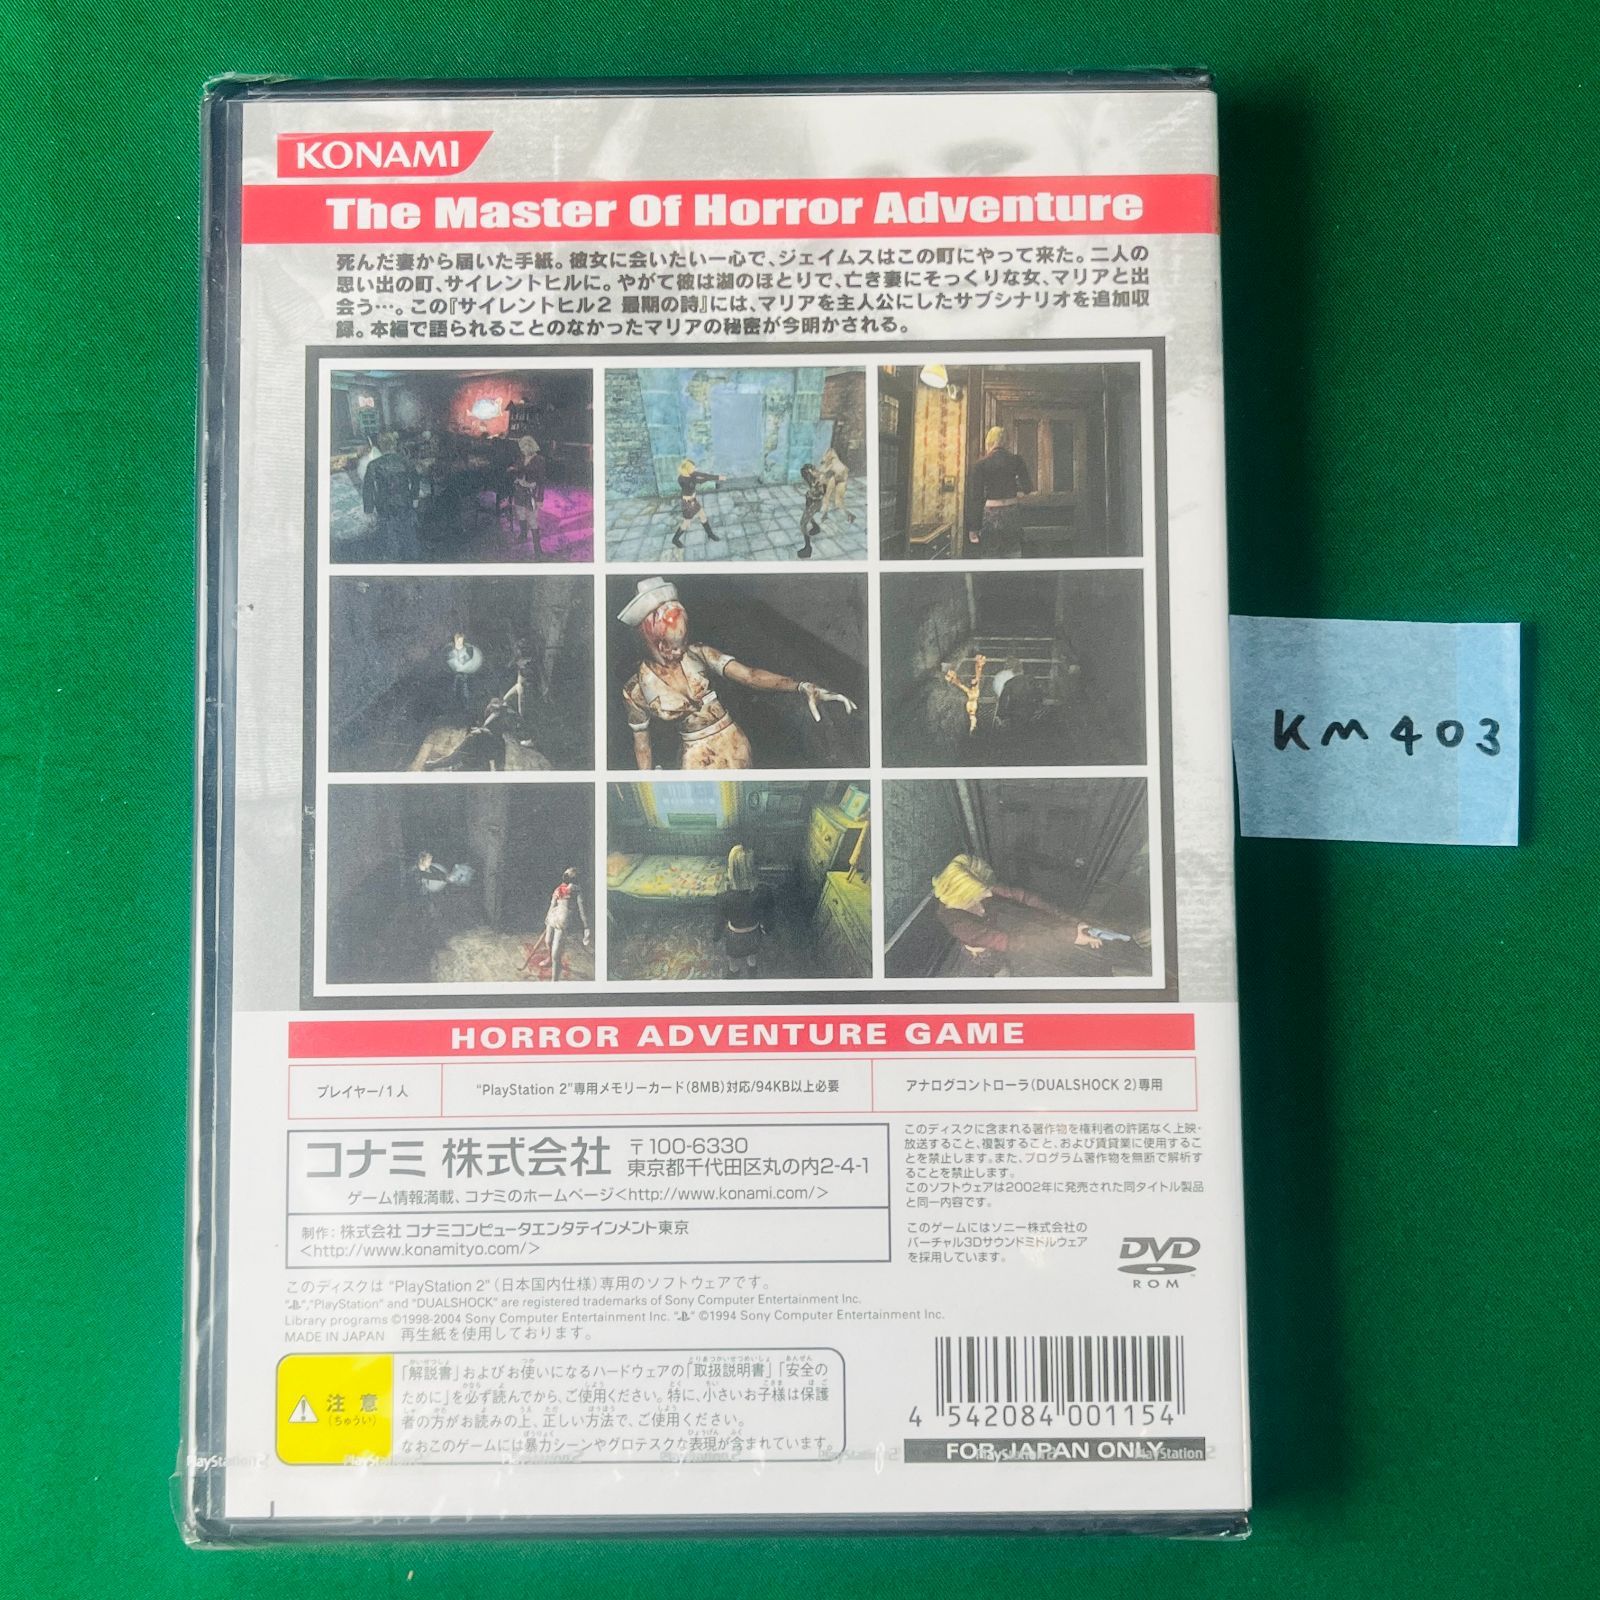 KONAMI
The Master Of Horror Adventure
死んだ妻から届いた手紙。彼女に会いたい一心で、ジェイムスはこの町にやって来た。二人の
思い出の町、サイレントヒルに。やがて彼は湖のほとりで、亡き妻にそっくりな女、マリアと出
会う…。この『サイレントヒル2 最期の詩』には、マリアを主人公にしたサブシナリオを追加収
録。本編で語られることのなかったマリアの秘密が今明かされる。
KM403
HORROR ADVENTURE GAME
プレイヤー/1人
"PlayStation 2"専用メモリーカード(8MB)対応/94KB以上必要
アナログコントローラ(DUALSHOCK 2)専用
コナミ 株式会社
〒100-6330
東京都千代田区丸の内2-4-1
ゲーム情報満載、コナミのホームページ<http://www.konami.com/>
制作：株式会社 コナミコンピュータエンタテインメント東京
<http://www.konamityo.com/>
このディスクに含まれる著作物を権利者の許諾なく上映・
放送すること、複製すること、および賃貸業に使用するこ
とを禁止します。また、プログラム著作物を無断で解析す
ることを禁止します。
このソフトウェアは2002年に発売された同タイトル製品
と同一内容です。
このゲームにはソニー株式会社の
バーチャル3Dサウンドミドルウェア
を採用しています。
DVD
ROM
このディスクは "PlayStation 2" (日本国内仕様) 専用のソフトウェアです。
"PlayStation" and "DUALSHOCK" are registered trademarks of Sony Computer Entertainment Inc.
Library programs ©1998-2004 Sony Computer Entertainment Inc. ©1994 Sony Computer Entertainment Inc.
MADE IN JAPAN 再生紙を使用しております。
注意
(ちゅうい)
「解説書」およびお使いになるハードウェアの「取扱説明書」「安全の
ために」を必ず読んでから、ご使用ください。特に、小さいお子様は保護
者の方がお読みの上、正しい方法で、ご使用ください。
なおこのゲームには暴力シーンやグロテスクな表現が含まれています。
4 542084 001154
FOR JAPAN ONLY
PlayStation 2